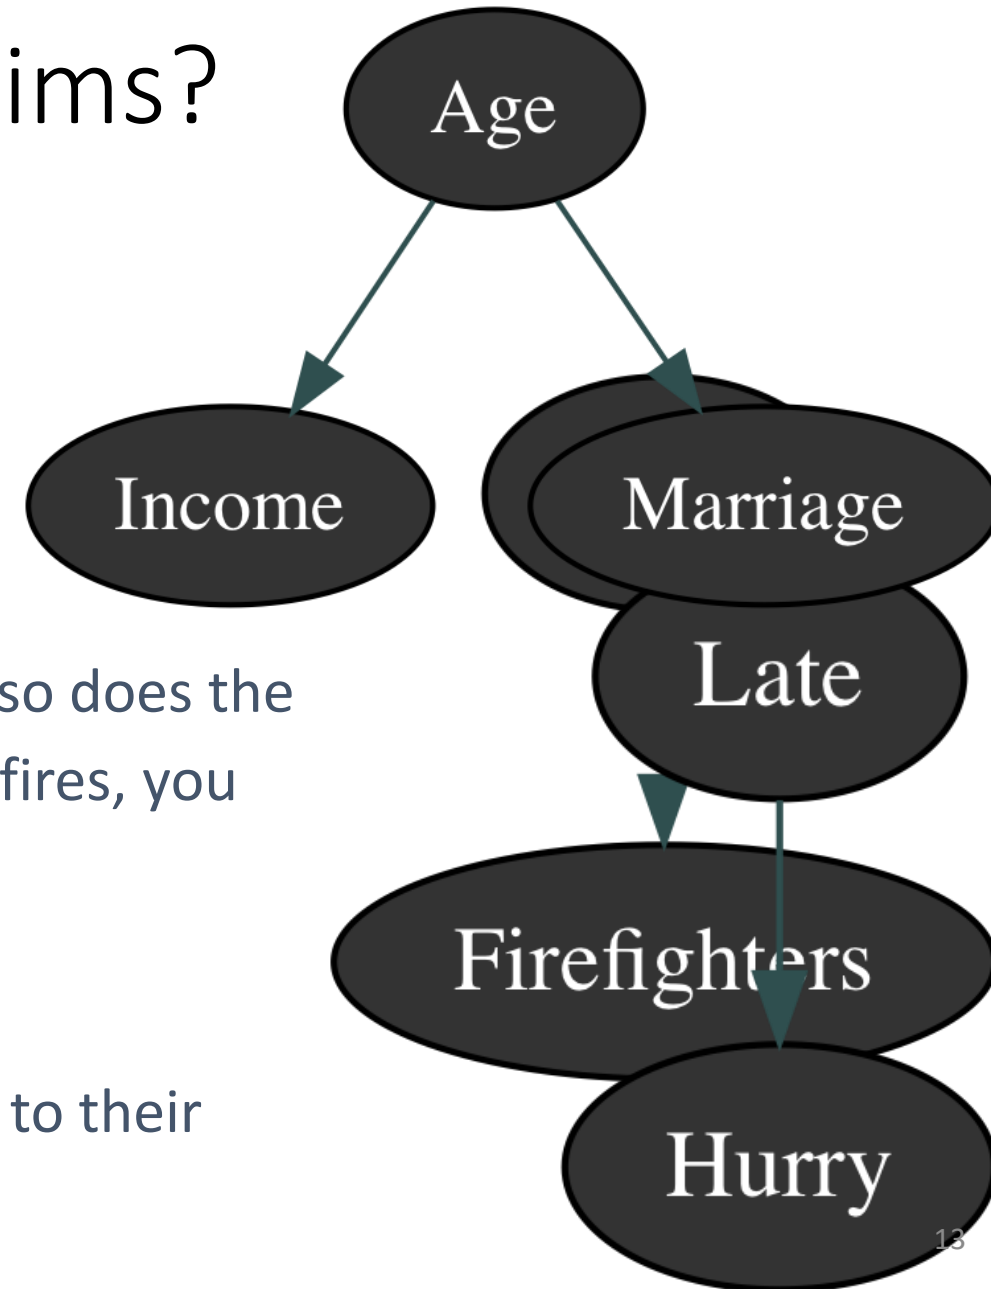 ims?
Age
Income
Marriage
Late
so does the
fires, you
Firefighters
to their
Hurry
13